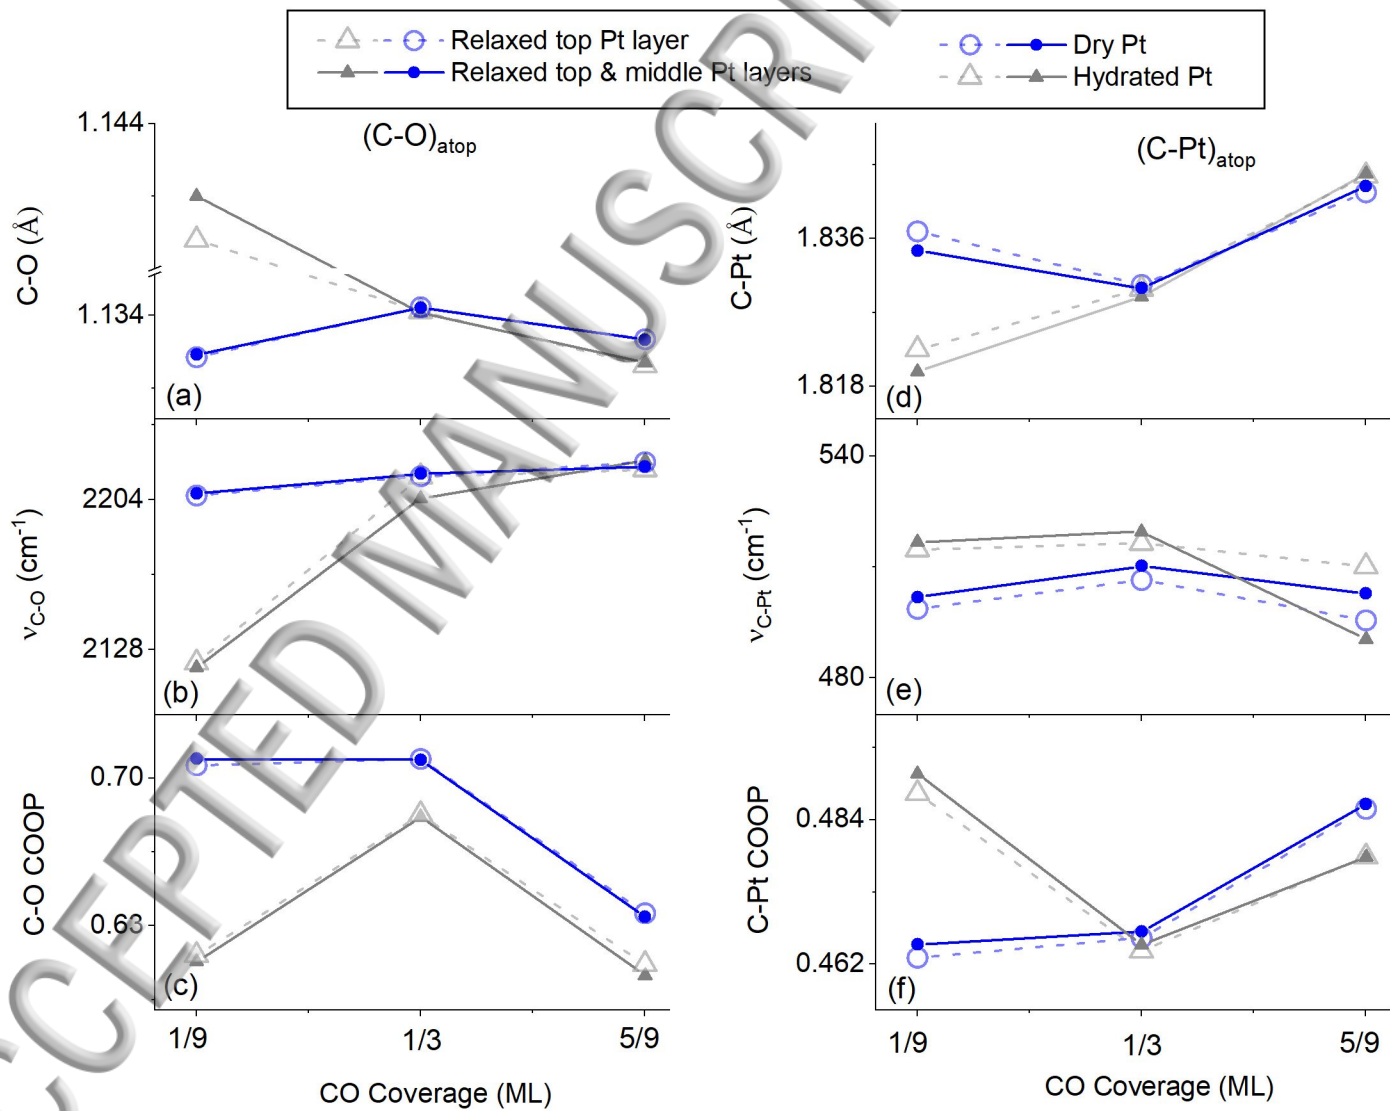 Relaxed top Pt layer
Relaxed top & middle Pt layers
Dry Pt
Hydrated Pt
1.144
(C-O)atop
C-O (Å)
1.134
(a)
νC-O (cm-1)
2204
2128
(b)
C-O COOP
0.70
0.63
(c)
1/9
1/3
5/9
CO Coverage (ML)
(C-Pt)atop
C-Pt (Å)
1.836
1.818
(d)
νC-Pt (cm-1)
540
480
(e)
C-Pt COOP
0.484
0.462
(f)
1/9
1/3
5/9
CO Coverage (ML)
CCEPTED MANUSCRI